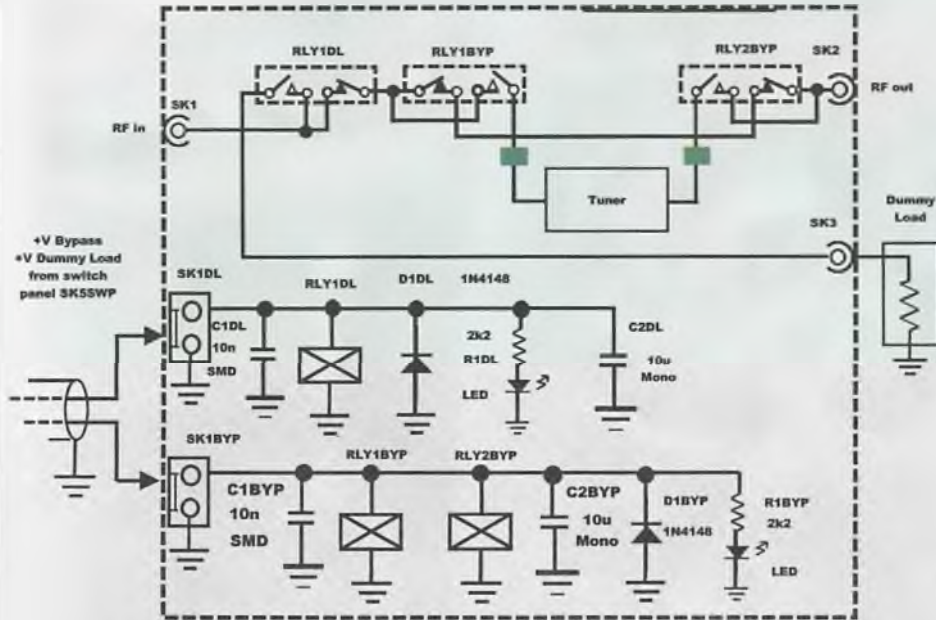 RLY1DL
RLY1BYP
RLY2BYP
SK2
RF out
SK1
RF in
Tuner
SK3
Dummy
Load
+V Bypass
+V Dummy Load
from switch
panel SK5SWP
SK1DL
RLY1DL
D1DL
1N4148
C1DL
10n
SMD
2k2
R1DL
LED
C2DL
10u
Mono
SK1BYP
RLY1BYP
RLY2BYP
C1BYP
10n
SMD
C2BYP
10u
Mono
D1BYP
1N4148
R1BYP
2k2
LED